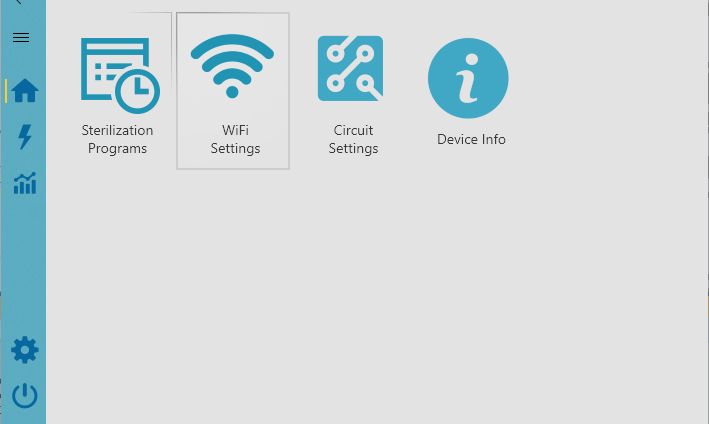 Sterilization
Programs
WiFi
Settings
Circuit
Settings
Device Info